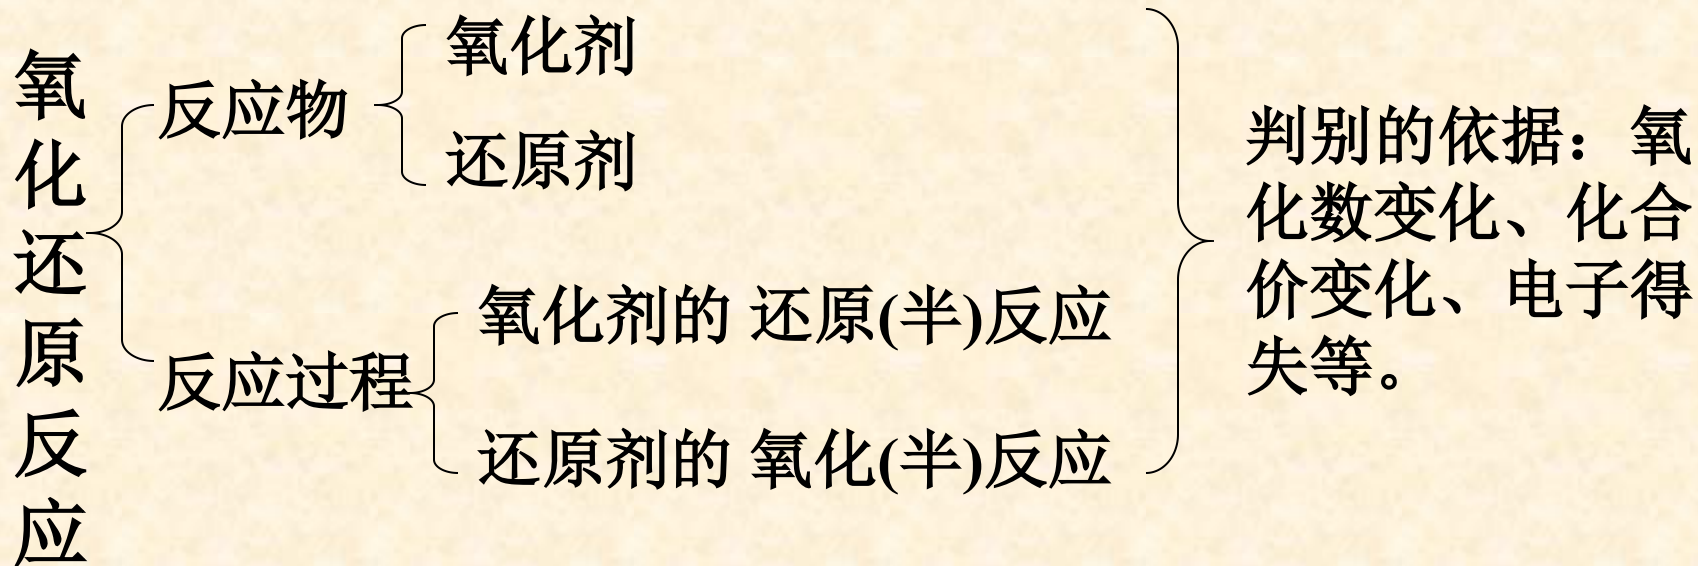 氧化还原反应
反应物
氧化剂
还原剂
反应过程
氧化剂的 还原(半)反应
还原剂的 氧化(半)反应
判别的依据：氧
化数变化、化合
价变化、电子得
失等。